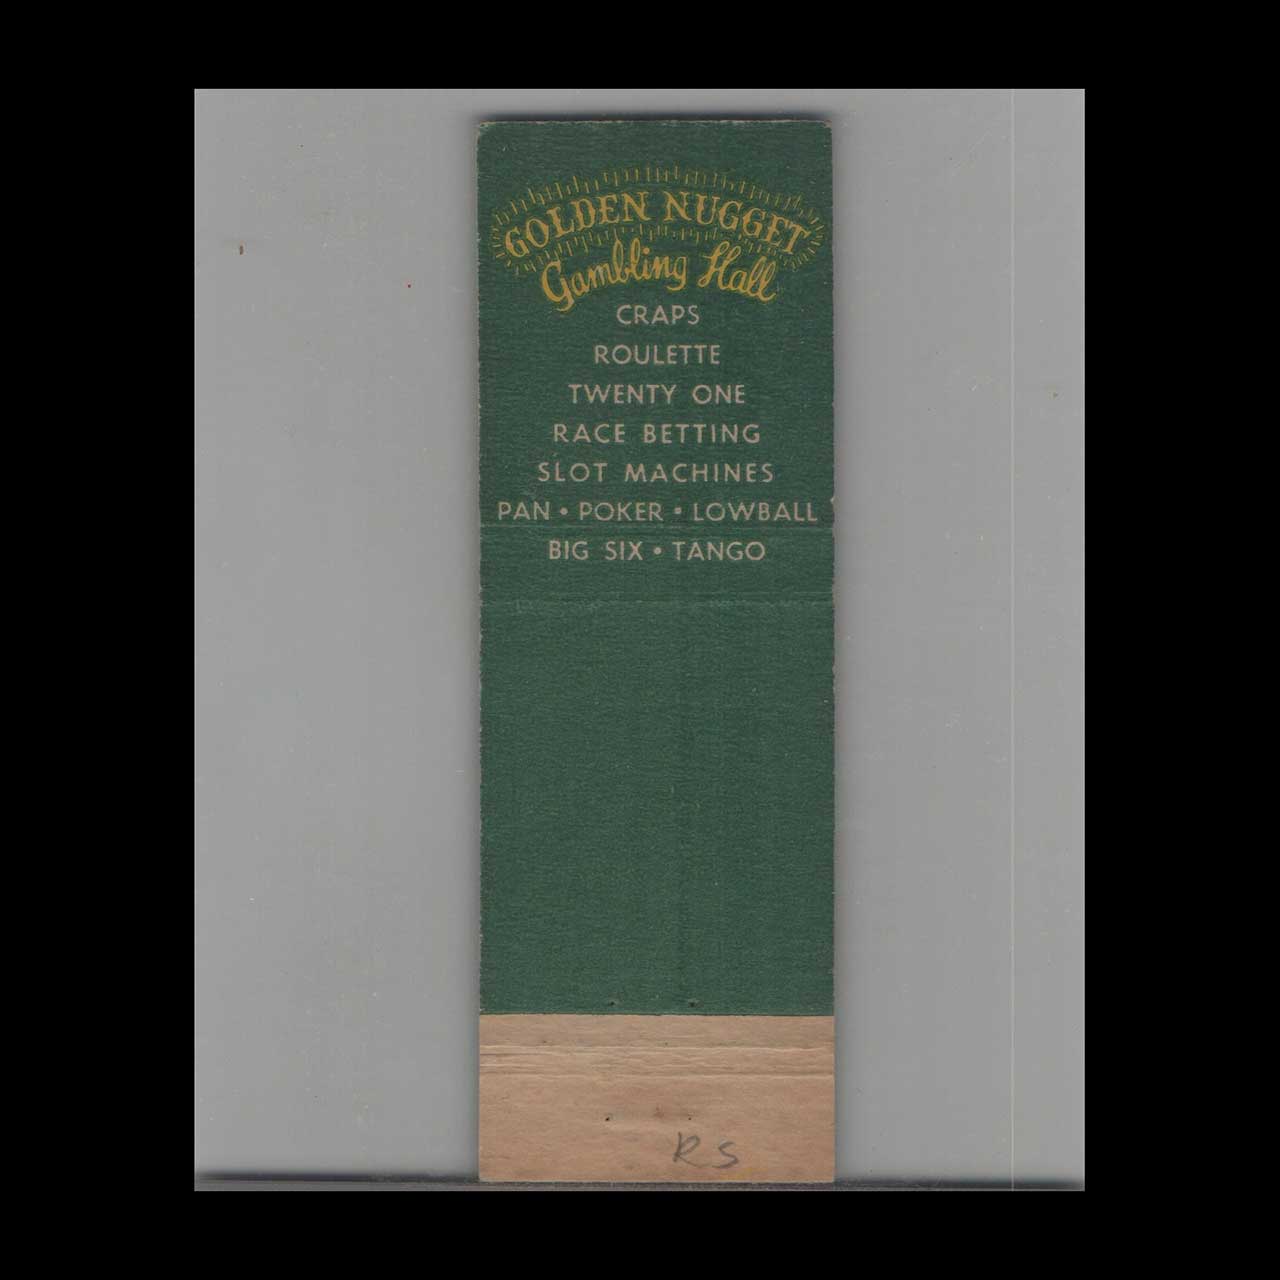 GOLDEN NUGGET
Gambling Hall
CRAPS
ROULETTE
TWENTY ONE
RACE BETTING
SLOT MACHINES
PAN • POKER • LOWBALL
BIG SIX • TANGO
RS